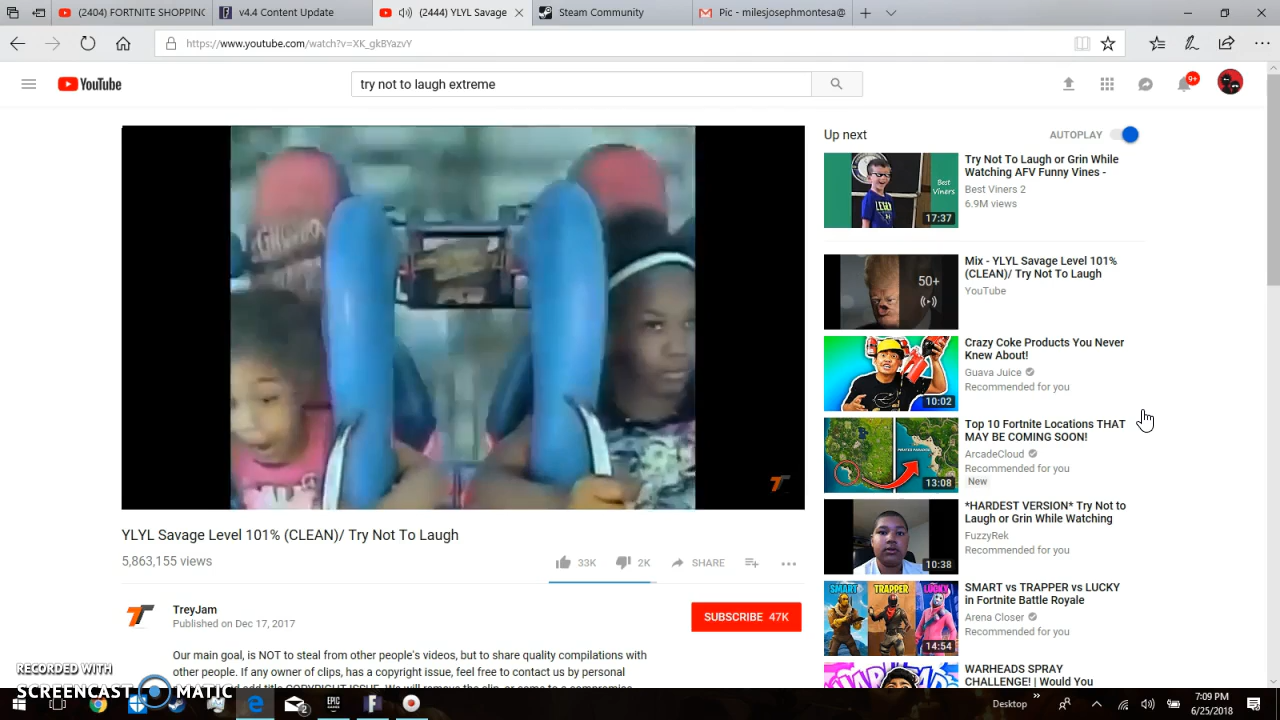 (2404) FORTNITE SHOPPING
v4.4 Content Update
(2444) YLYL Savage
Steam Community
Pic - milesjosephmontesa@
https://www.youtube.com/watch?v=XK_gkBYazvY
YouTube
try not to laugh extreme
9+
Up next
AUTOPLAY
Try Not To Laugh or Grin While
Watching AFV Funny Vines -
Best Viners 2
6.9M views
Best
Viners
17:37
Mix - YLYL Savage Level 101%
(CLEAN)/ Try Not To Laugh
YouTube
50+
Crazy Coke Products You Never
Knew About!
Guava Juice
Recommended for you
10:02
Top 10 Fortnite Locations THAT
MAY BE COMING SOON!
ArcadeCloud
Recommended for you
New
13:08
*HARDEST VERSION* Try Not to
Laugh or Grin While Watching
FuzzyRek
Recommended for you
10:38
SMART vs TRAPPER vs LUCKY
in Fortnite Battle Royale
Arena Closer
Recommended for you
SMART TRAPPER LUCKY
14:54
WARHEADS SPRAY
CHALLENGE! | Would You
YLYL Savage Level 101% (CLEAN)/ Try Not To Laugh
5,863,155 views
33K 2K SHARE
TreyJam
Published on Dec 17, 2017
SUBSCRIBE 47K
Our main goal, is NOT to steal from other people's videos, but to share quality compilations with
other people. If any owner of clips, has a copyright issue, feel free to contact us by personal
RECORDED WITH
SCREENCAST MATIC
2
EPIC
Desktop
7:09 PM
6/25/2018